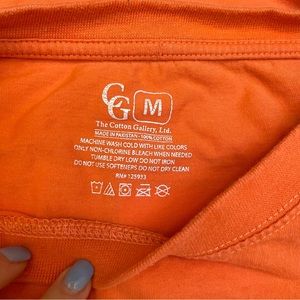 CG M
The Cotton Gallery, Ltd.
MADE IN PAKISTAN - 100% COTTON
MACHINE WASH COLD WITH LIKE COLORS
ONLY NON-CHLORINE BLEACH WHEN NEEDED
TUMBLE DRY LOW DO NOT IRON
DO NOT USE SOFTENERS DO NOT DRY CLEAN
RN# 125933